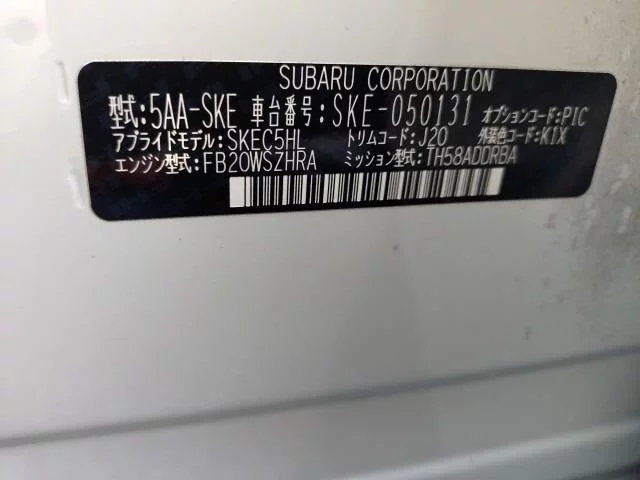 SUBARU CORPORATION
型式:5AA-SKE 車台番号:SKE-050131 オプションコード:P1C
アプライドモデル:SKEC5HL トリムコード:J20 外装色コード:K1X
エンジン型式:FB20WSZHRA ミッション型式:TH58ADDRBA